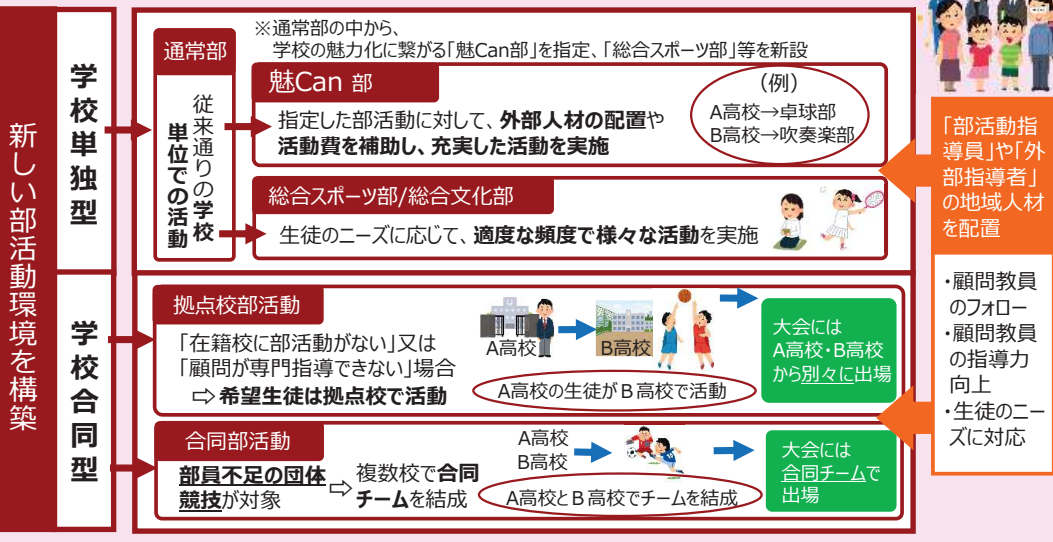 新しい部活動環境を構築
学校単独型
通常部
従来通りの学校
単位での活動
※通常部の中から、
学校の魅力化に繋がる「魅Can部」を指定、「総合スポーツ部」等を新設
魅Can 部
指定した部活動に対して、外部人材の配置や
活動費を補助し、充実した活動を実施
(例)
A高校→卓球部
B高校→吹奏楽部
総合スポーツ部/総合文化部
生徒のニーズに応じて、適度な頻度で様々な活動を実施
学校合同型
拠点校部活動
「在籍校に部活動がない」又は
「顧問が専門指導できない」場合
⇨希望生徒は拠点校で活動
A高校
B高校
A高校の生徒がB高校で活動
大会には
A高校・B高校
から別々に出場
合同部活動
部員不足の団体
競技が対象
⇨
複数校で合同
チームを結成
A高校
B高校
A高校とB高校でチームを結成
大会には
合同チームで
出場
「部活動指
導員」や「外
部指導者」
の地域人材
を配置
・顧問教員
のフォロー
・顧問教員
の指導力
向上
・生徒のニー
ズに対応